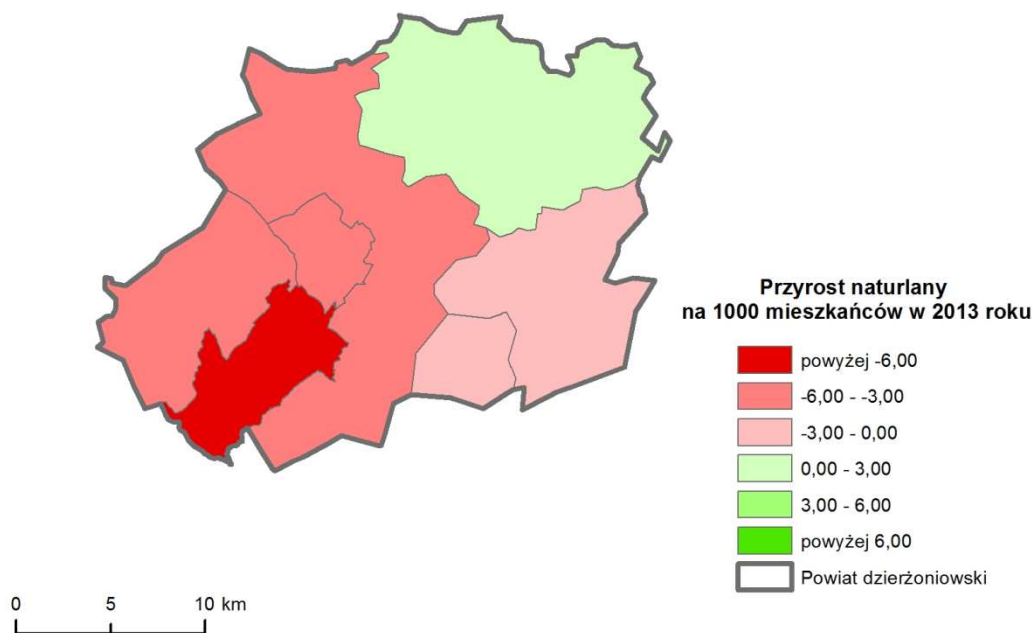 Przyrost naturlany
na 1000 mieszkańców w 2013 roku
powyżej -6,00
-6,00 - -3,00
-3,00 - 0,00
0,00 - 3,00
3,00 - 6,00
powyżej 6,00
Powiat dzierżoniowski
0 5 10 km